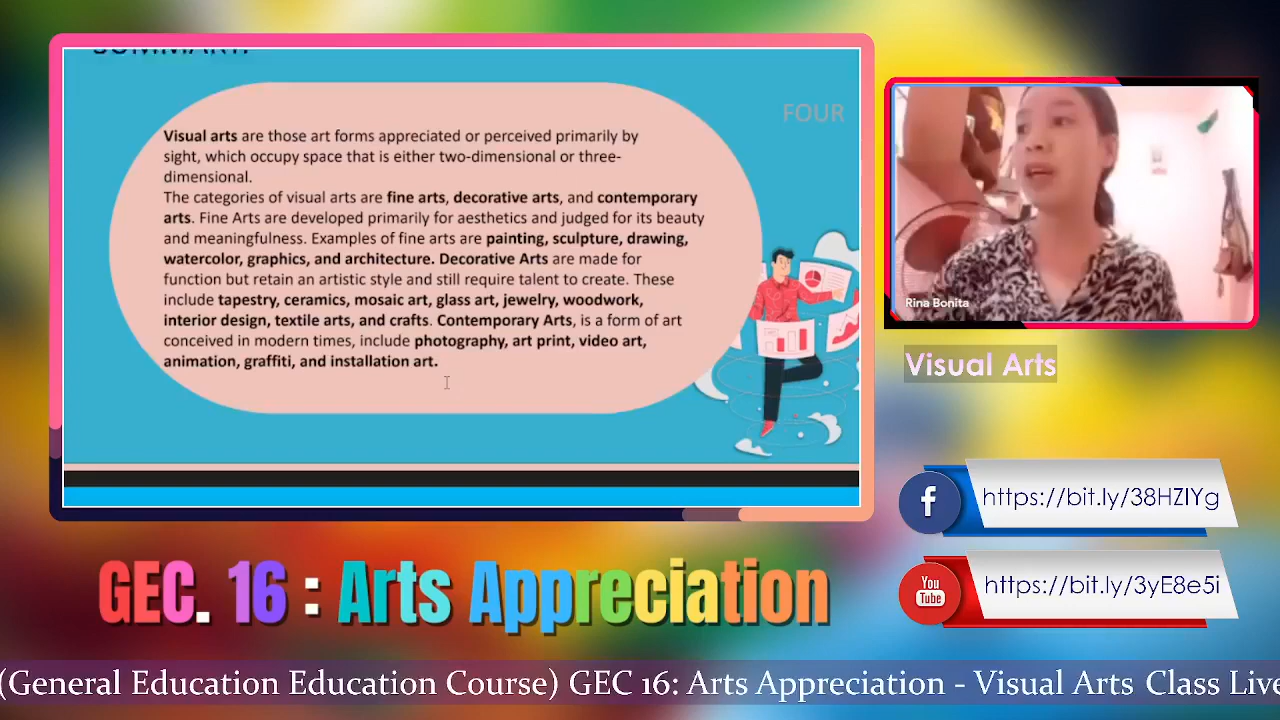 SUMMARY:
FOUR
Visual arts are those art forms appreciated or perceived primarily by
sight, which occupy space that is either two-dimensional or three-
dimensional.
The categories of visual arts are fine arts, decorative arts, and contemporary
arts. Fine Arts are developed primarily for aesthetics and judged for its beauty
and meaningfulness. Examples of fine arts are painting, sculpture, drawing,
watercolor, graphics, and architecture. Decorative Arts are made for
function but retain an artistic style and still require talent to create. These
include tapestry, ceramics, mosaic art, glass art, jewelry, woodwork,
interior design, textile arts, and crafts. Contemporary Arts, is a form of art
conceived in modern times, include photography, art print, video art,
animation, graffiti, and installation art.
Rina Bonita
Visual Arts
f https://bit.ly/38HZIYg
You Tube https://bit.ly/3yE8e5i
GEC. 16 : Arts Appreciation
(General Education Education Course) GEC 16: Arts Appreciation - Visual Arts Class Live